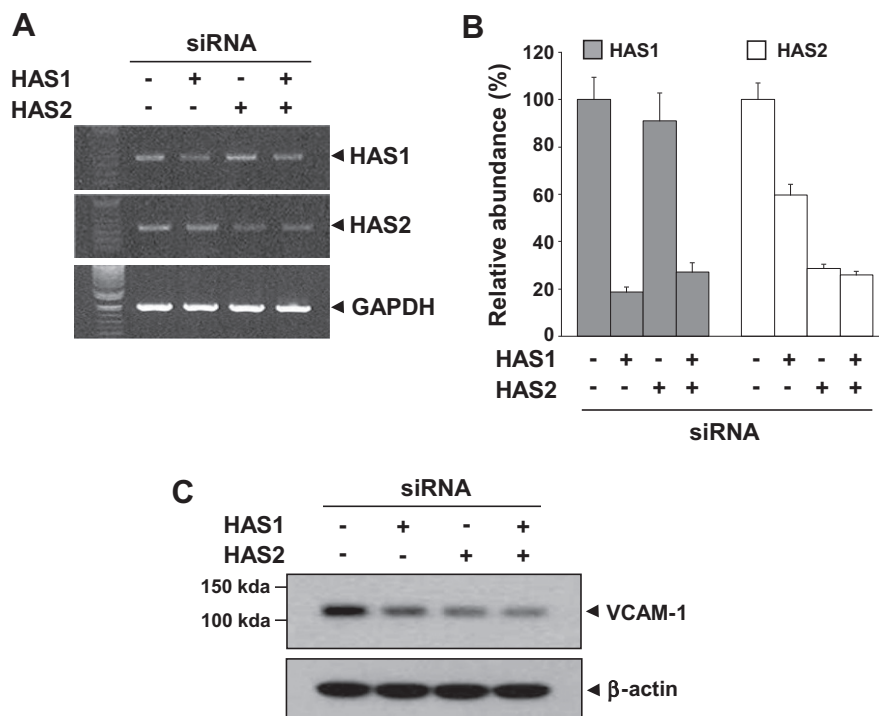 A
siRNA
HAS1 - + - +
HAS2 - - + +
HAS1
HAS2
GAPDH
B
HAS1 HAS2
Relative abundance (%)
120
100
80
60
40
20
0
HAS1 - + - + - + - +
HAS2 - - + + - - + +
siRNA
C
siRNA
HAS1 - + - +
HAS2 - - + +
150 kda
100 kda
VCAM-1
β-actin